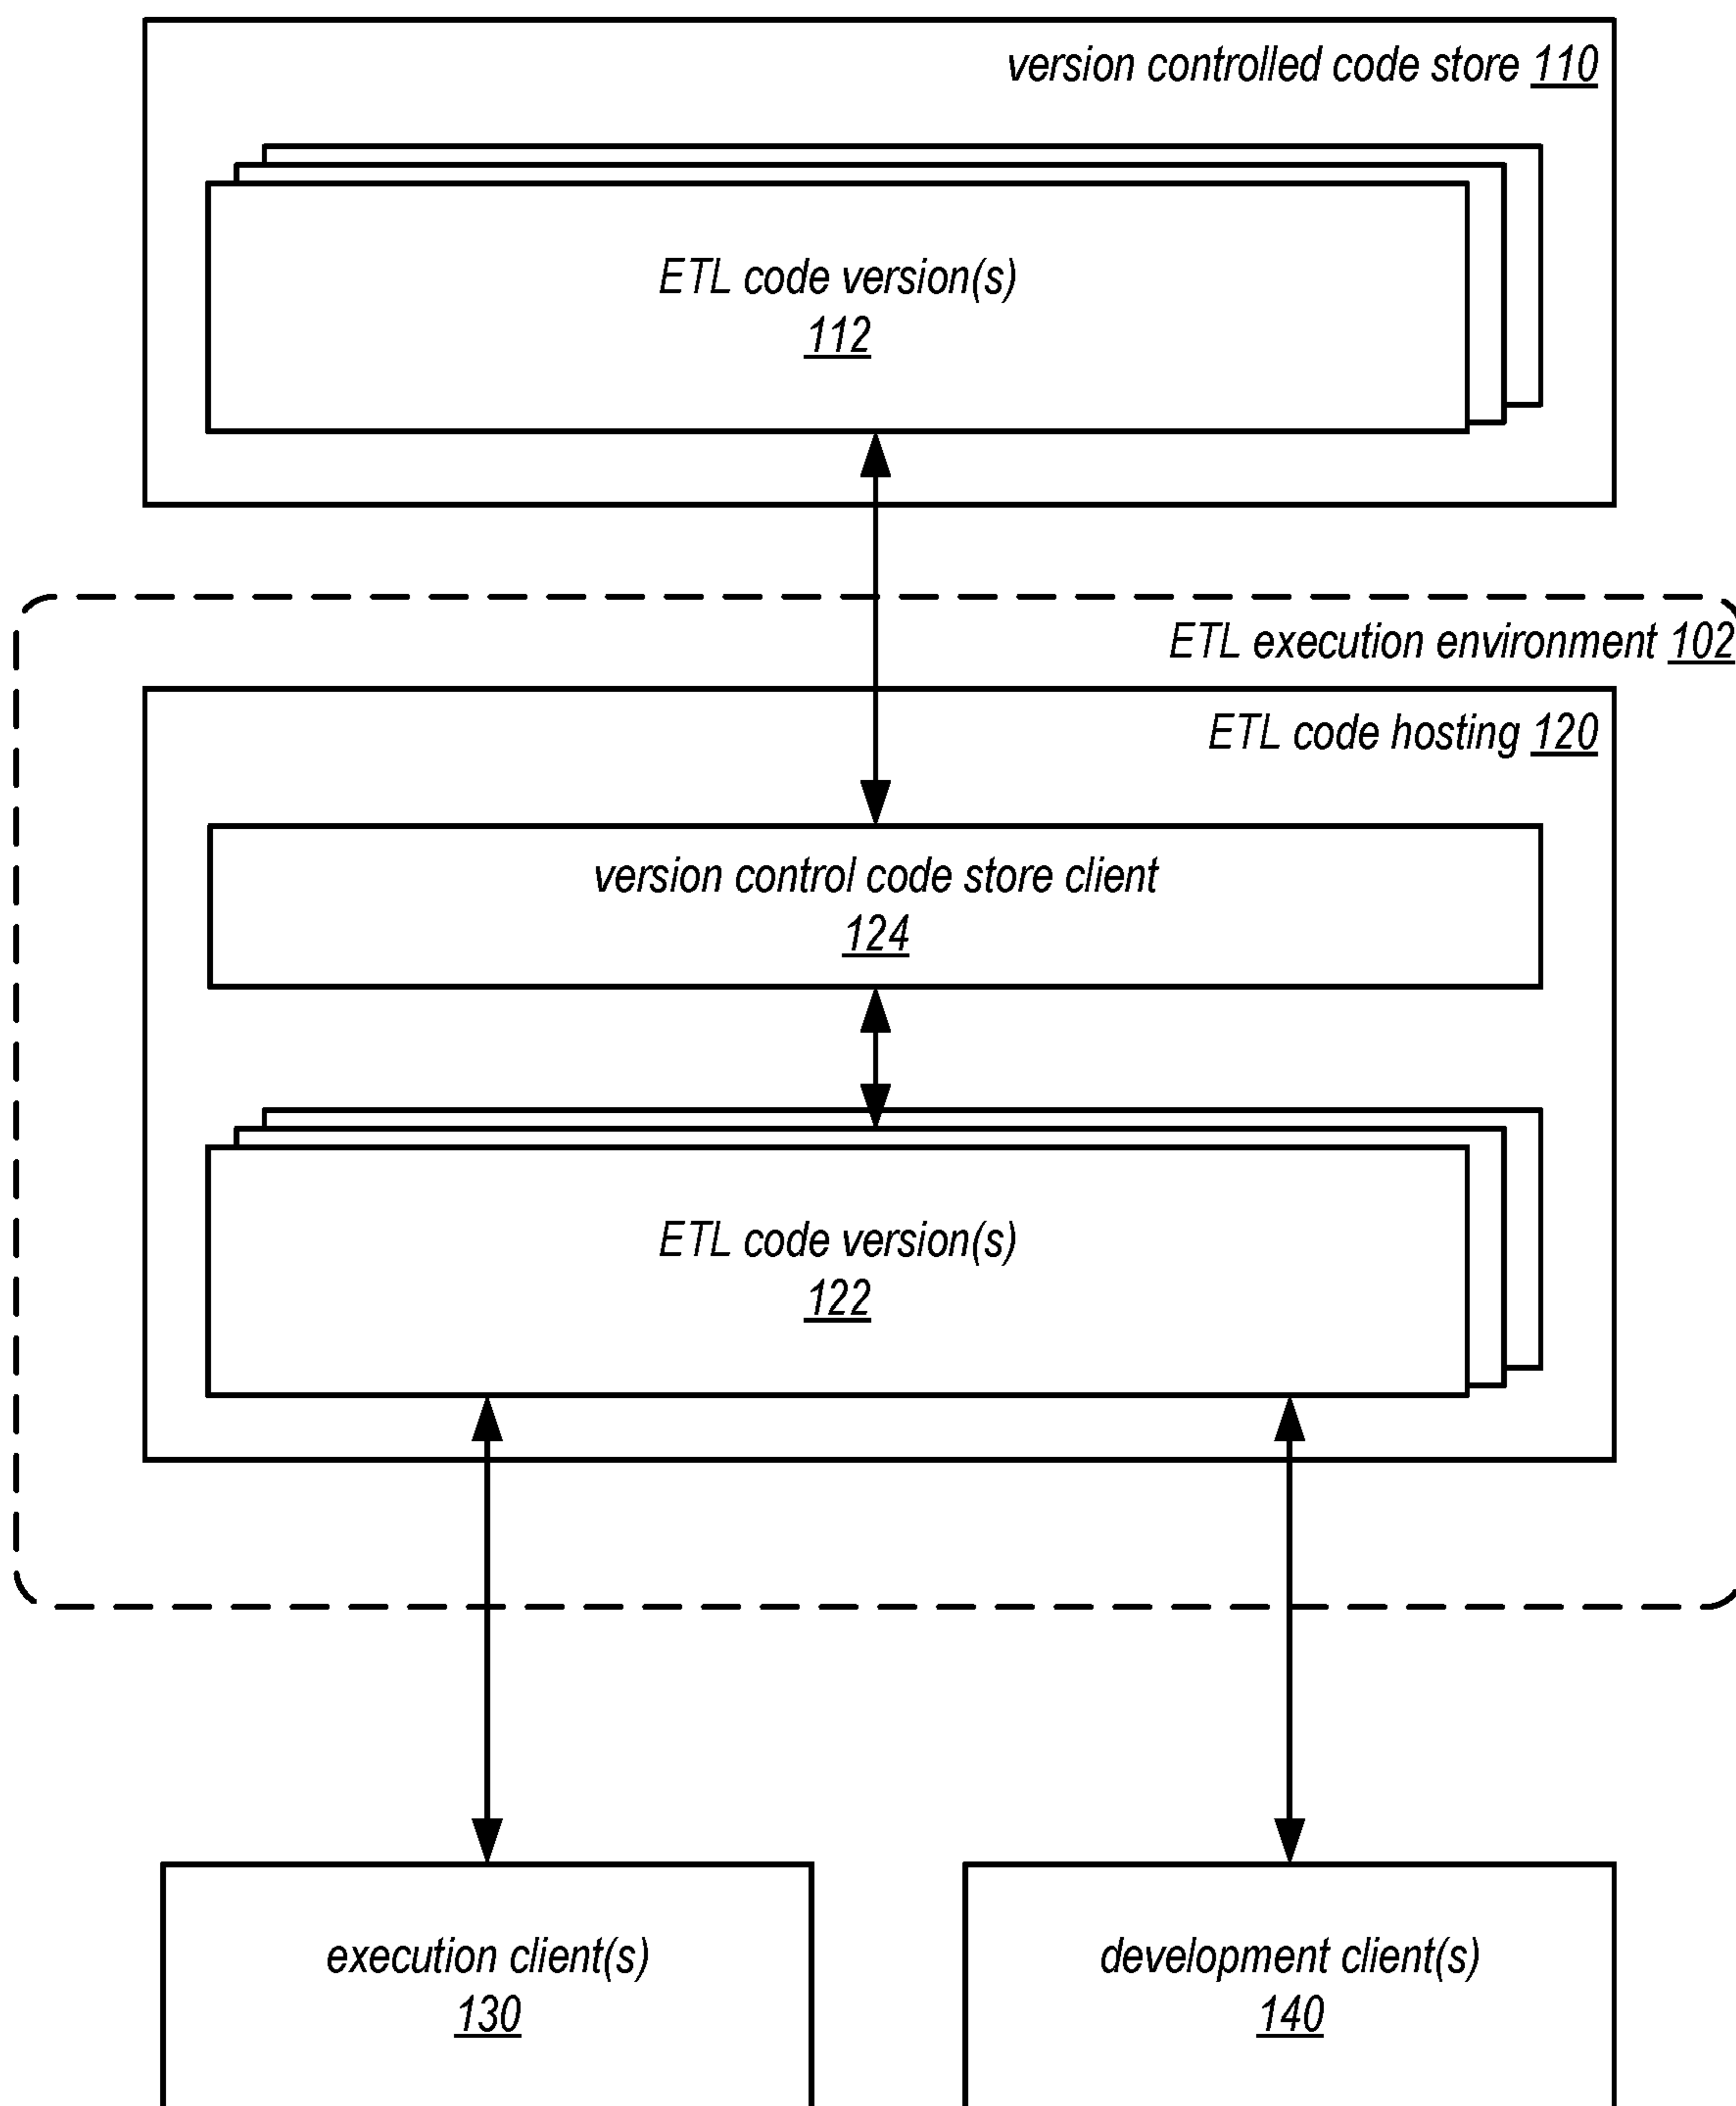 version controlled code store 110
ETL code version(s)
112
ETL execution environment 102
ETL code hosting 120
version control code store client
124
ETL code version(s)
122
execution client(s)
130
development client(s)
140